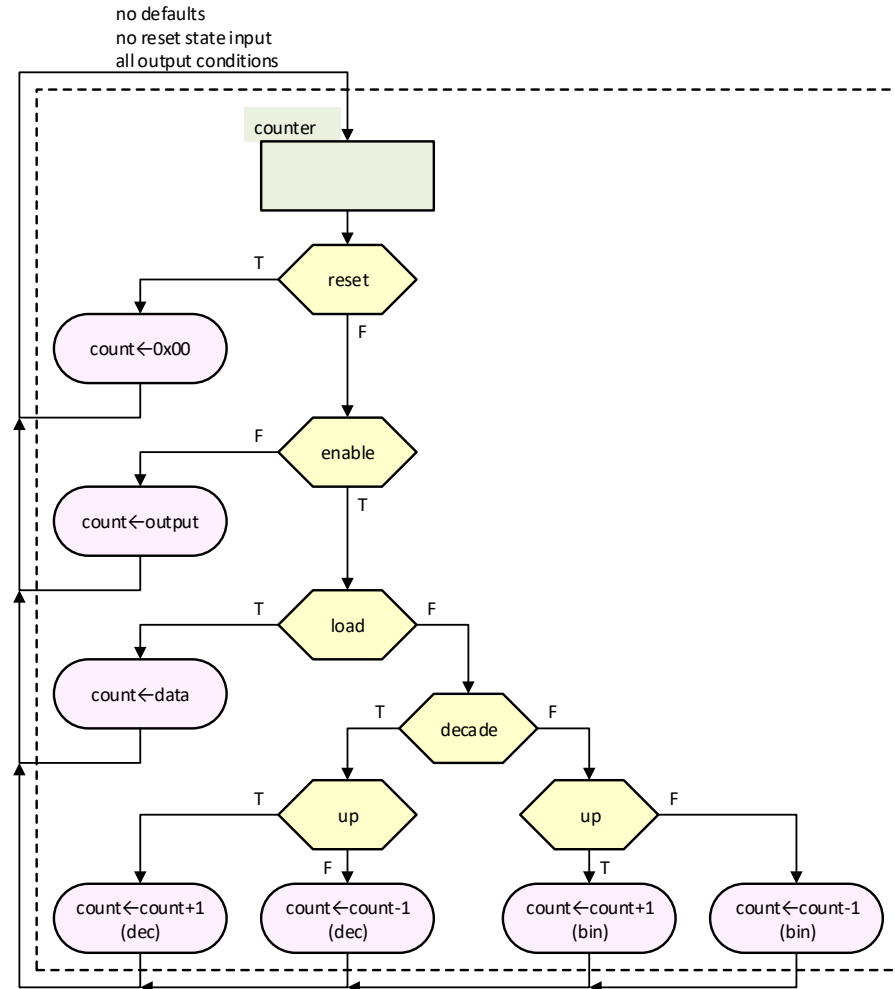 no defaults
no reset state input
all output conditions
counter
reset
T
F
count←0x00
enable
F
T
count←output
load
T
F
count←data
decade
T
F
up
T
F
up
F
T
count←count+1
(dec)
count←count-1
(dec)
count←count+1
(bin)
count←count-1
(bin)